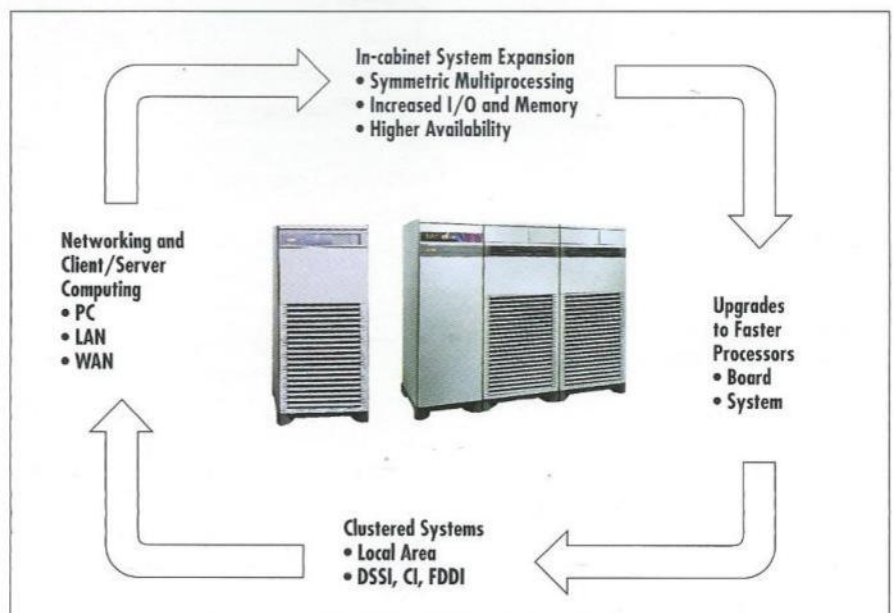 In-cabinet System Expansion
• Symmetric Multiprocessing
• Increased I/O and Memory
• Higher Availability
Networking and
Client/Server
Computing
• PC
• LAN
• WAN
Upgrades
to Faster
Processors
• Board
• System
Clustered Systems
• Local Area
• DSSI, CI, FDDI